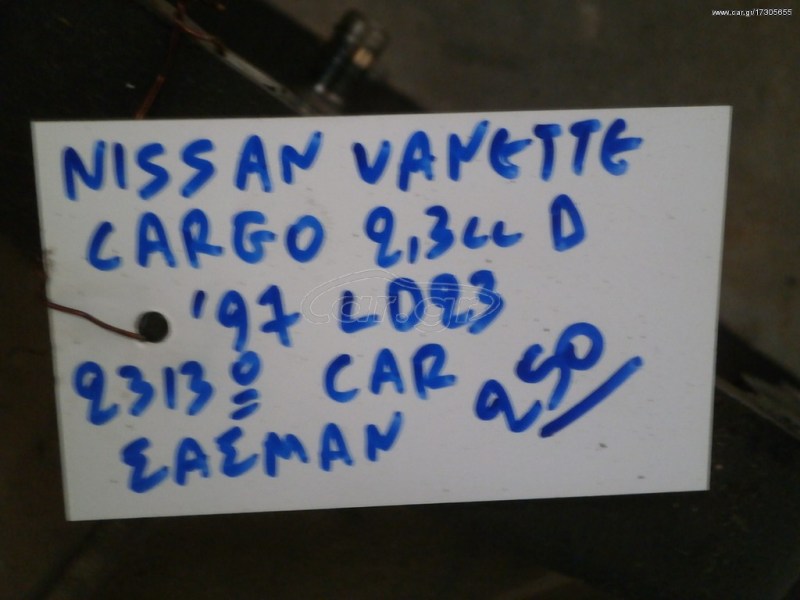 www.car.gr/17305655
NISSAN VANETTE
CARGO 2,3cc D
'97 LD23
2313º CAR
ΣΑΣΜΑΝ
250/